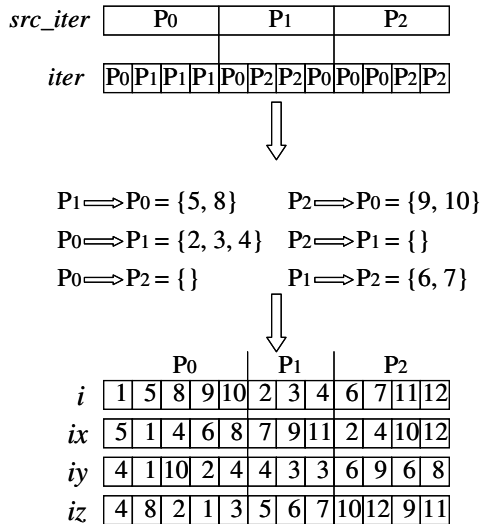 src_iter P0 P1 P2
iter P0 P1 P1 P1 P0 P2 P2 P0 P0 P0 P2 P2
P1⟹P0 = {5, 8} P2⟹P0 = {9, 10}
P0⟹P1 = {2, 3, 4} P2⟹P1 = {}
P0⟹P2 = {} P1⟹P2 = {6, 7}
P0 P1 P2
i 1 5 8 9 10 2 3 4 6 7 11 12
ix 5 1 4 6 8 7 9 11 2 4 10 12
iy 4 1 10 2 4 4 3 3 6 9 6 8
iz 4 8 2 1 3 5 6 7 10 12 9 11